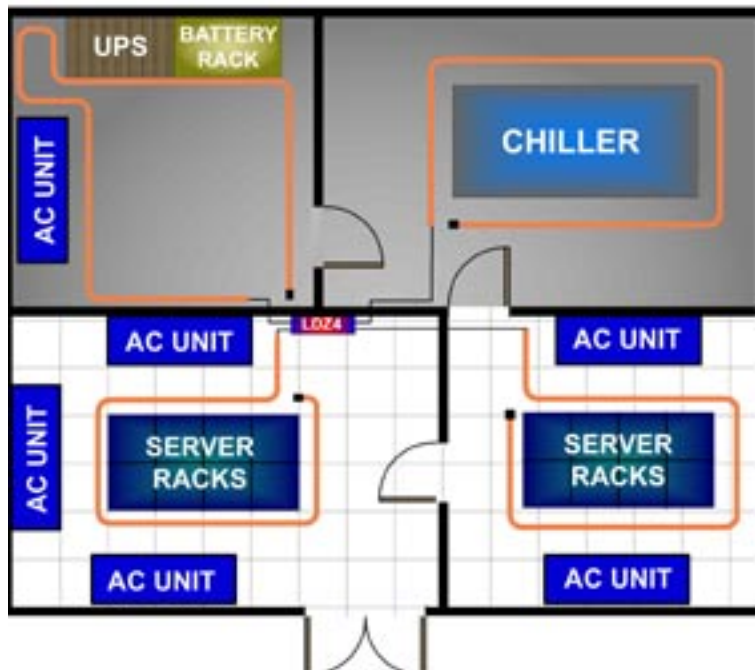 UPS
BATTERY
RACK
CHILLER
AC UNIT
LDZ4
AC UNIT
AC UNIT
AC UNIT
SERVER
RACKS
SERVER
RACKS
AC UNIT
AC UNIT